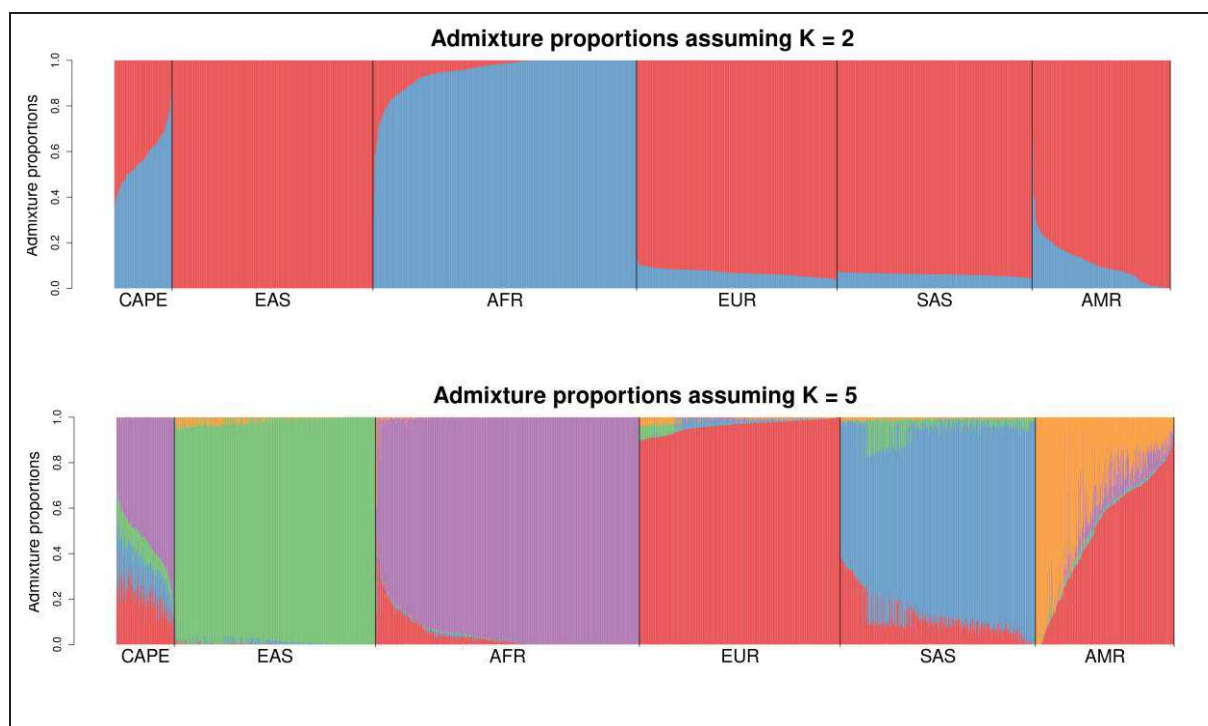 Admixture proportions assuming K = 2
Admixture proportions
0.0 0.2 0.4 0.6 0.8 1.0
CAPE EAS AFR EUR SAS AMR
Admixture proportions assuming K = 5
Admixture proportions
0.0 0.2 0.4 0.6 0.8 1.0
CAPE EAS AFR EUR SAS AMR